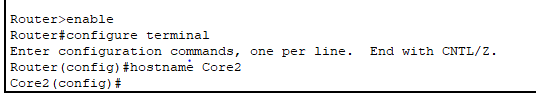 Router>enable
Router#configure terminal
Enter configuration commands, one per line.  End with CNTL/Z.
Router(config)#hostname Core2
Core2(config)#